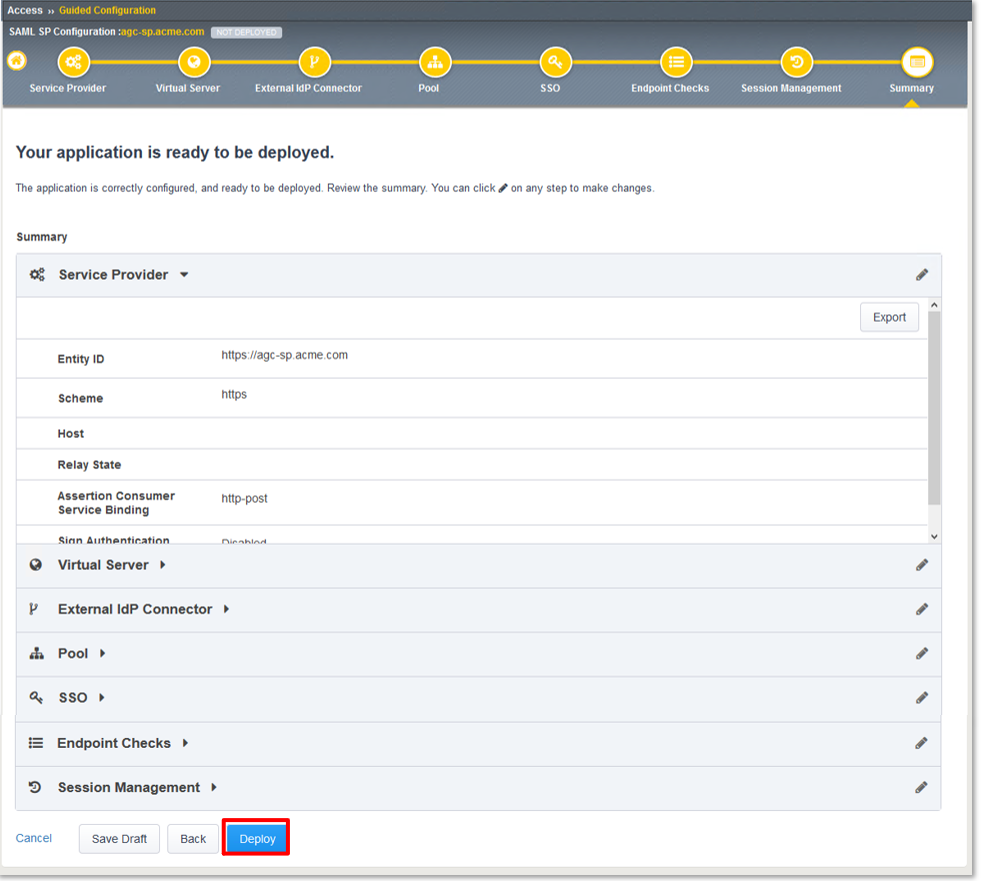 Access ›› Guided Configuration
SAML SP Configuration :agc-sp.acme.com NOT DEPLOYED
Service Provider Virtual Server External IdP Connector Pool SSO Endpoint Checks Session Management Summary
Your application is ready to be deployed.
The application is correctly configured, and ready to be deployed. Review the summary. You can click on any step to make changes.
Summary
Service Provider
Export
Entity ID https://agc-sp.acme.com
Scheme https
Host
Relay State
Assertion Consumer
Service Binding http-post
Sign Authentication Disabled
Virtual Server
External IdP Connector
Pool
SSO
Endpoint Checks
Session Management
Cancel Save Draft Back Deploy